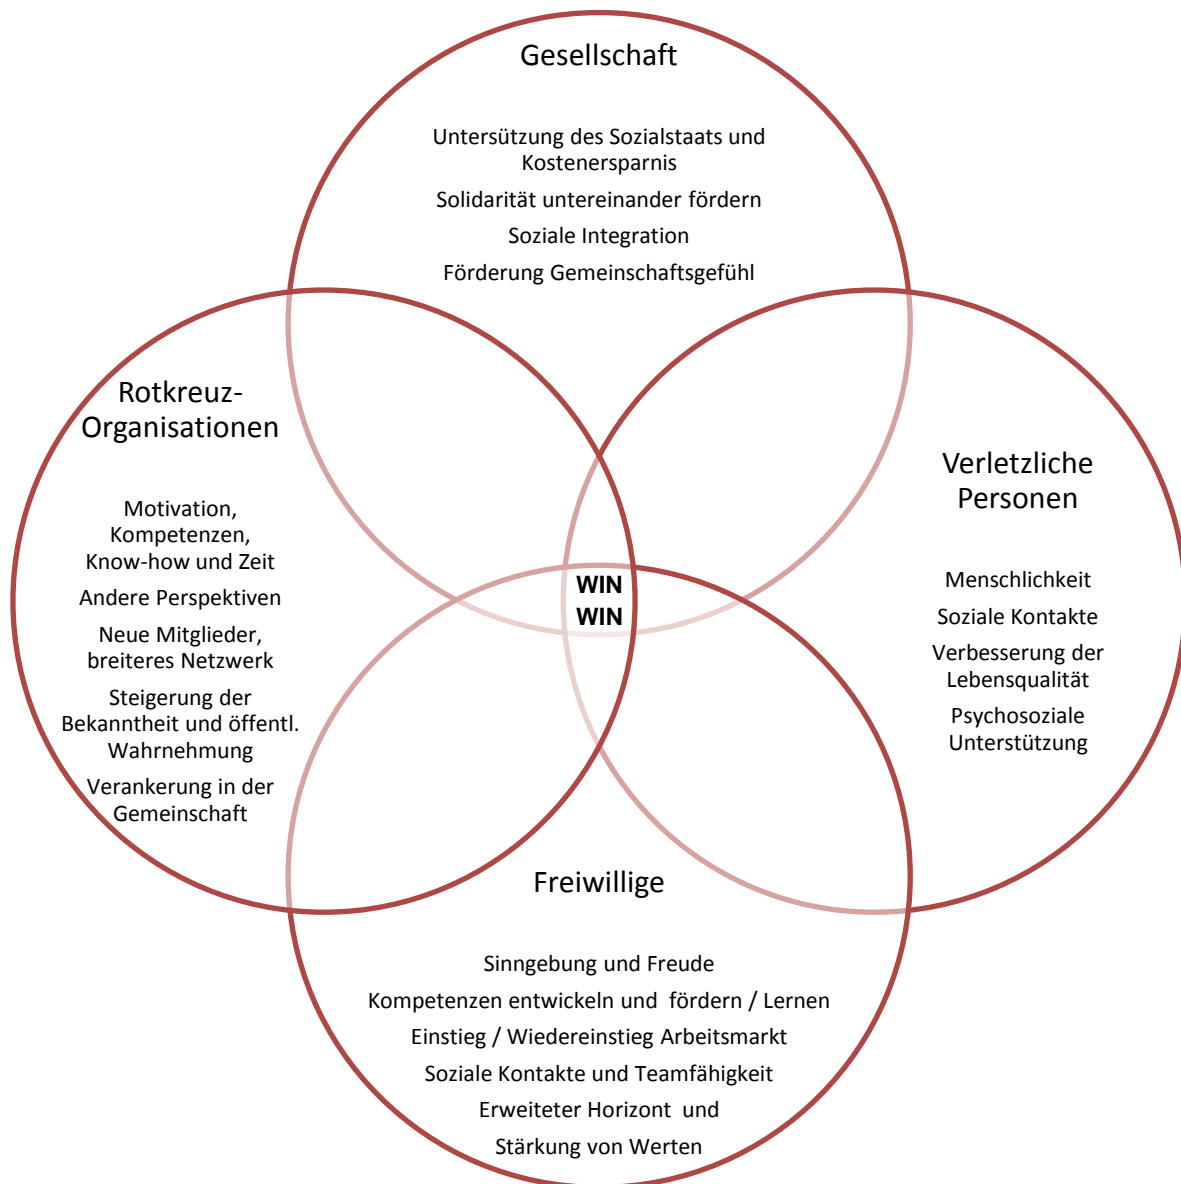 Gesellschaft
Untersützung des Sozialstaats und
Kostenersparnis
Solidarität untereinander fördern
Soziale Integration
Förderung Gemeinschaftsgefühl
Rotkreuz-
Organisationen
Motivation,
Kompetenzen,
Know-how und Zeit
Andere Perspektiven
Neue Mitglieder,
breiteres Netzwerk
Steigerung der
Bekanntheit und öffentl.
Wahrnehmung
Verankerung in der
Gemeinschaft
WIN
WIN
Verletzliche
Personen
Menschlichkeit
Soziale Kontakte
Verbesserung der
Lebensqualität
Psychosoziale
Unterstützung
Freiwillige
Sinngebung und Freude
Kompetenzen entwickeln und  fördern / Lernen
Einstieg / Wiedereinstieg Arbeitsmarkt
Soziale Kontakte und Teamfähigkeit
Erweiteter Horizont  und
Stärkung von Werten